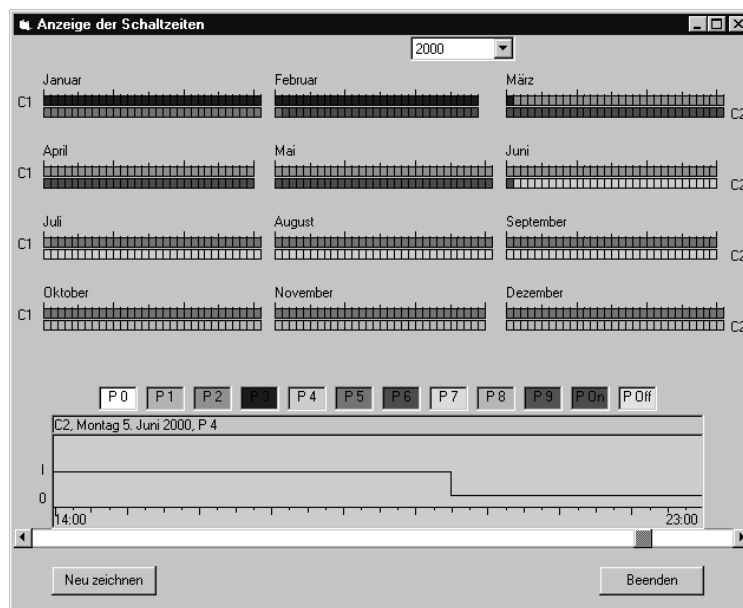 Anzeige der Schaltzeiten
2000
Januar Februar März
C1 C2
April Mai Juni
C1 C2
Juli August September
C1 C2
Oktober November Dezember
C1 C2
P 0 P 1 P 2 P 3 P 4 P 5 P 6 P 7 P 8 P 9 P On P Off
C2, Montag 5. Juni 2000, P 4
I
0
14:00 23:00
Neu zeichnen Beenden